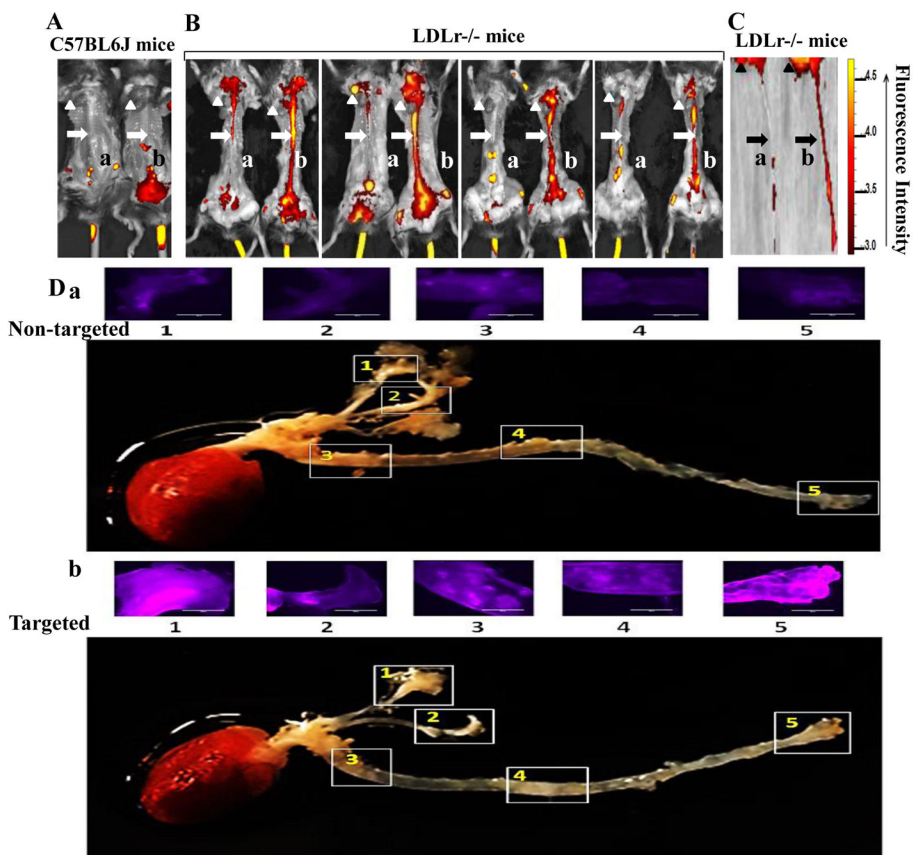 A
B
C
C57BL6J mice
LDLr-/- mice
LDLr-/- mice
a
b
a
b
a
b
a
b
a
b
a
b
4.5
4.0
3.5
3.0
Fluorescence Intensity
D a
1
2
3
4
5
Non-targeted
1
2
3
4
5
b
1
2
3
4
5
Targeted
1
2
3
4
5